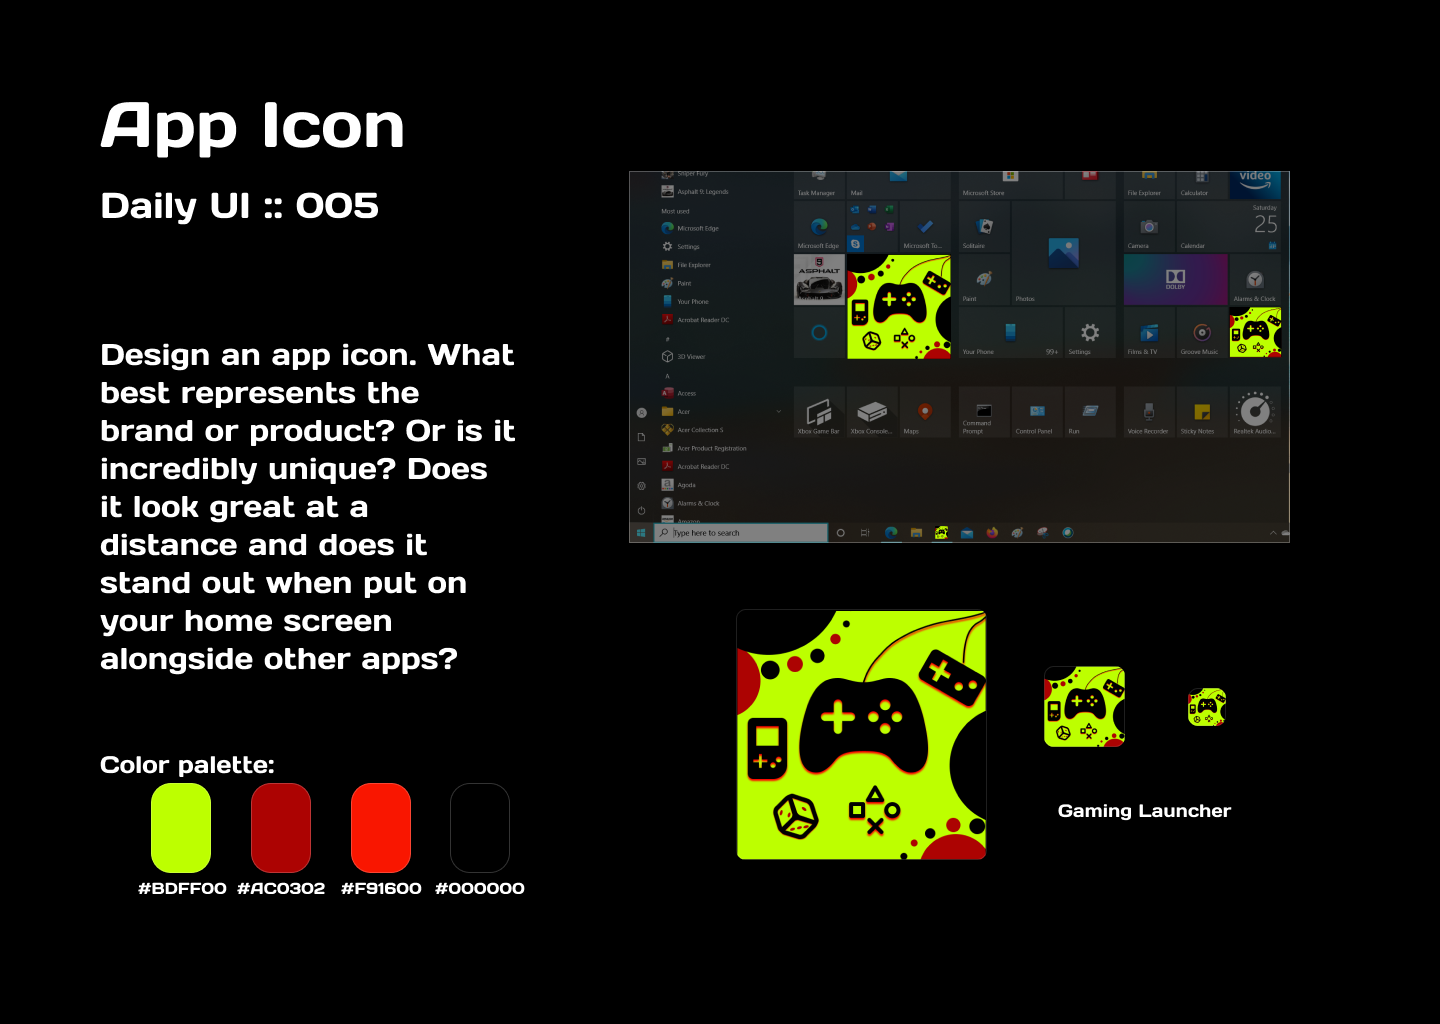 App Icon
Daily UI :: 005
Design an app icon. What
best represents the
brand or product? Or is it
incredibly unique? Does
it look great at a
distance and does it
stand out when put on
your home screen
alongside other apps?
Color palette:
#BDFF00 #AC0302 #F91600 #000000
Sniper Fury
Asphalt 9: Legends
Most used
Microsoft Edge
Settings
File Explorer
Paint
Your Phone
Acrobat Reader DC
#
3D Viewer
A
Access
Acer
Acer Collection S
Acer Product Registration
Acrobat Reader DC
Agoda
Alarms & Clock
Amazon
Task Manager
Mail
Microsoft Store
File Explorer
Calculator
video
Microsoft Edge
Microsoft To...
Solitaire
Camera
Saturday
25
Calendar
9
ASPHALT
Asphalt 9
Paint
Photos
DOLBY
Alarms & Clock
Your Phone
99+
Settings
Films & TV
Groove Music
Xbox Game Bar
Xbox Console...
Maps
Command
Prompt
Control Panel
Run
Voice Recorder
Sticky Notes
Realtek Audio...
Type here to search
Gaming Launcher